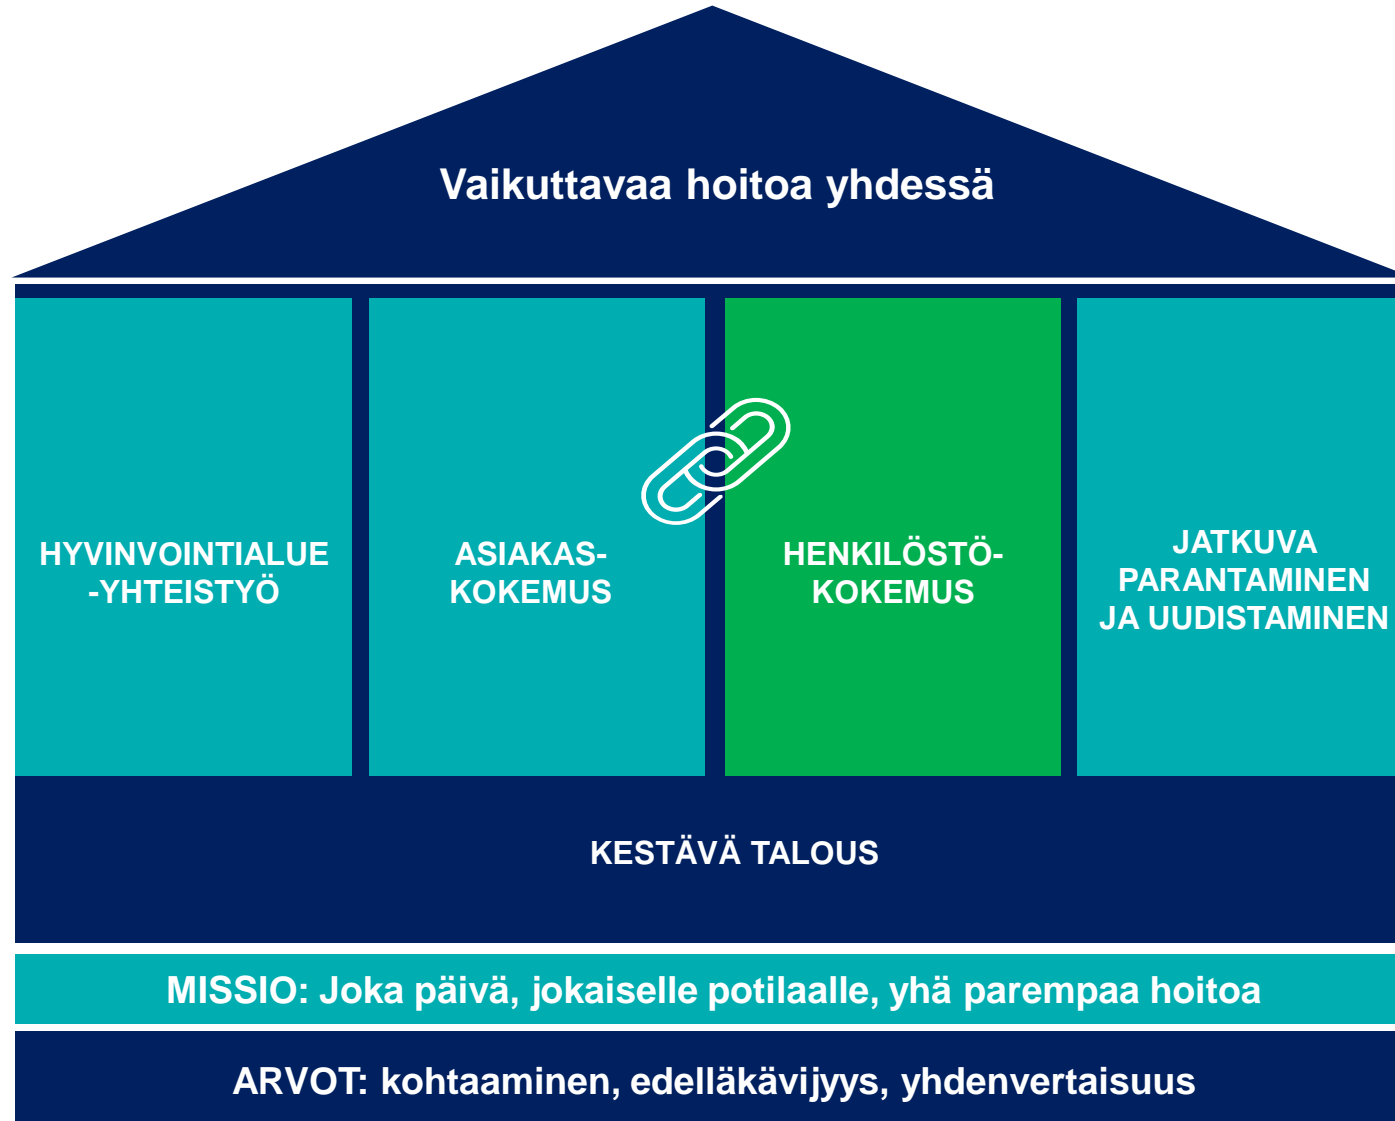 Vaikuttavaa hoitoa yhdessä
HYVINVOINTIALUE
-YHTEISTYÖ
ASIAKAS-
KOKEMUS
HENKILÖSTÖ-
KOKEMUS
JATKUVA
PARANTAMINEN
JA UUDISTAMINEN
KESTÄVÄ TALOUS
MISSIO: Joka päivä, jokaiselle potilaalle, yhä parempaa hoitoa
ARVOT: kohtaaminen, edelläkävijyys, yhdenvertaisuus